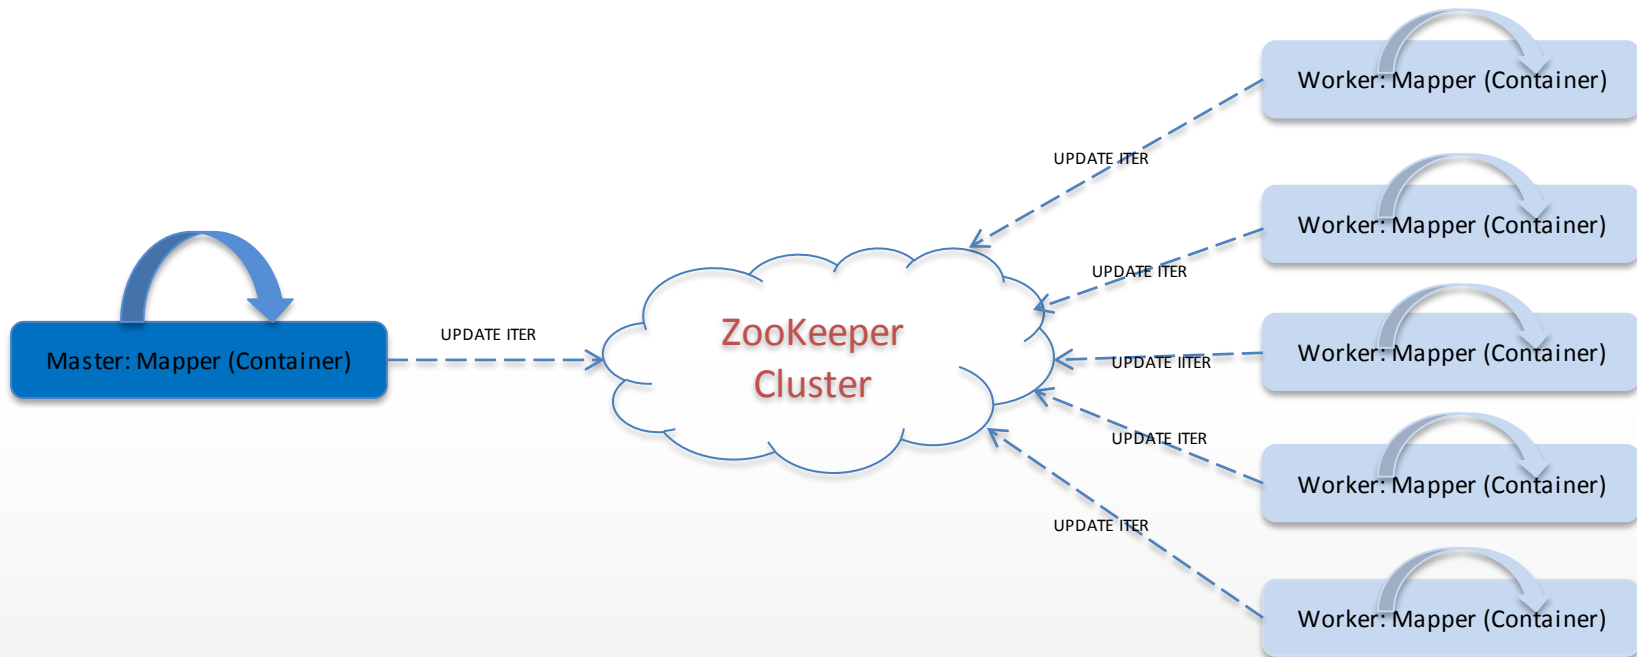 Worker: Mapper (Container)
UPDATE ITER
Worker: Mapper (Container)
UPDATE ITER
Master: Mapper (Container)
UPDATE ITER
ZooKeeper
Cluster
UPDATE IITER
Worker: Mapper (Container)
UPDATE ITER
Worker: Mapper (Container)
UPDATE ITER
Worker: Mapper (Container)